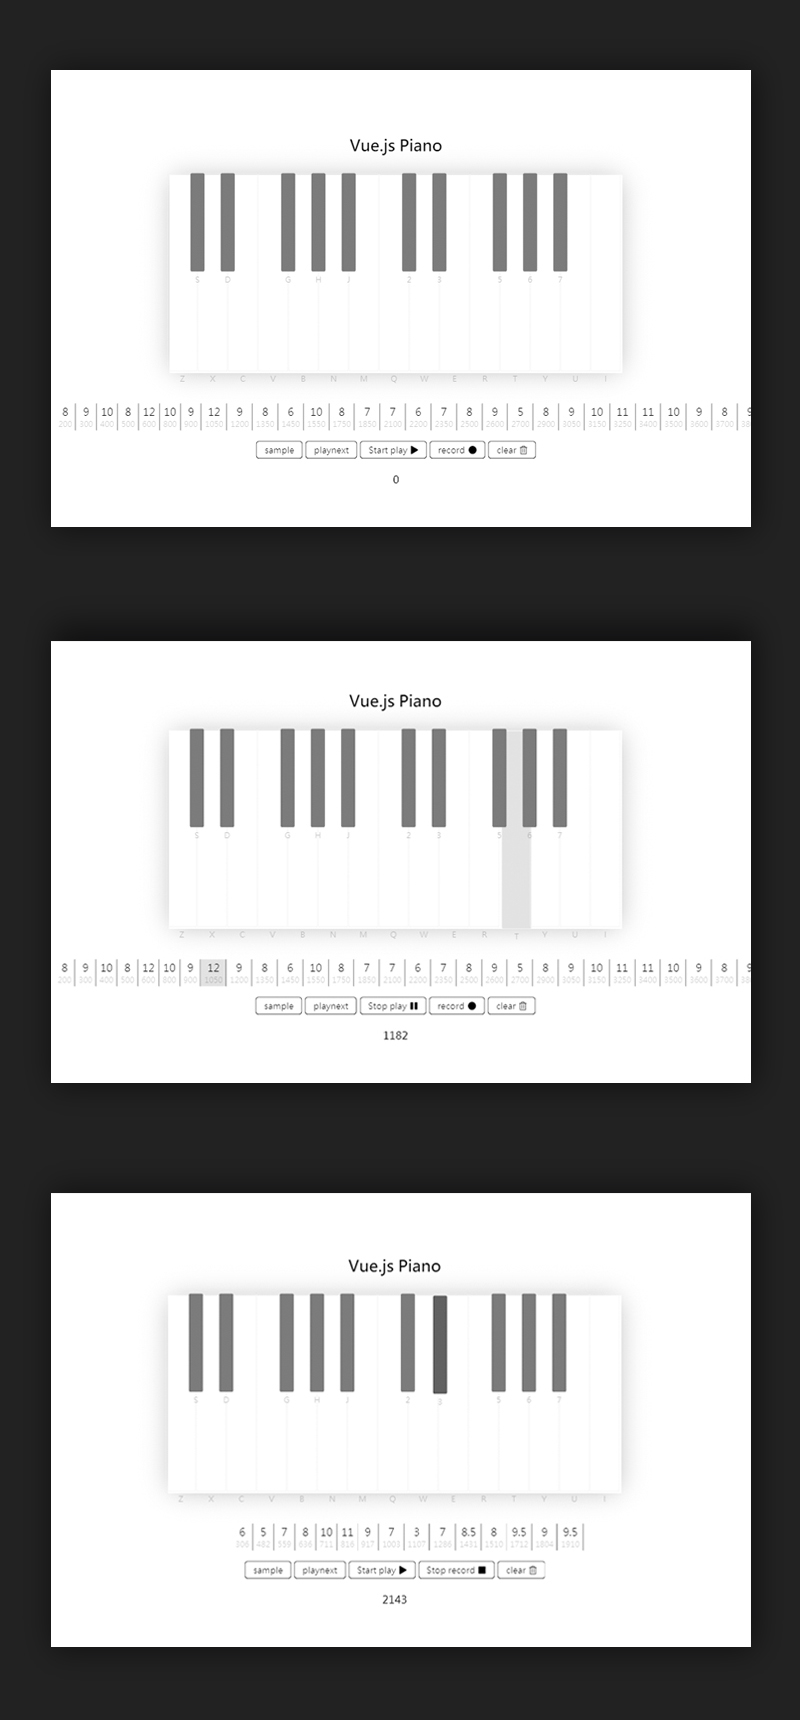 Vue.js Piano
S D G H J 2 3 5 6 7
Z X C V B N M Q W E R T Y U I
8 9 10 8 12 10 9 12 9 8 6 10 8 7 7 6 7 8 9 5 8 9 10 11 11 10 9 8
200 300 400 500 600 800 900 1050 1200 1350 1450 1550 1750 1850 2100 2200 2350 2500 2600 2700 2900 3050 3150 3250 3400 3500 3600 3700
sample playnext Start play record clear
0
Vue.js Piano
S D G H J 2 3 5 6 7
Z X C V B N M Q W E R T Y U I
8 9 10 8 12 10 9 12 9 8 6 10 8 7 7 6 7 8 9 5 8 9 10 11 11 10 9 8
200 300 400 500 600 800 900 1050 1200 1350 1450 1550 1750 1850 2100 2200 2350 2500 2600 2700 2900 3050 3150 3250 3400 3500 3600 3700
sample playnext Stop play record clear
1182
Vue.js Piano
S D G H J 2 3 5 6 7
Z X C V B N M Q W E R T Y U I
6 5 7 8 10 11 9 7 3 7 8.5 8 9.5 9 9.5
306 482 559 636 711 816 917 1003 1107 1286 1431 1510 1712 1804 1910
sample playnext Start play Stop record clear
2143